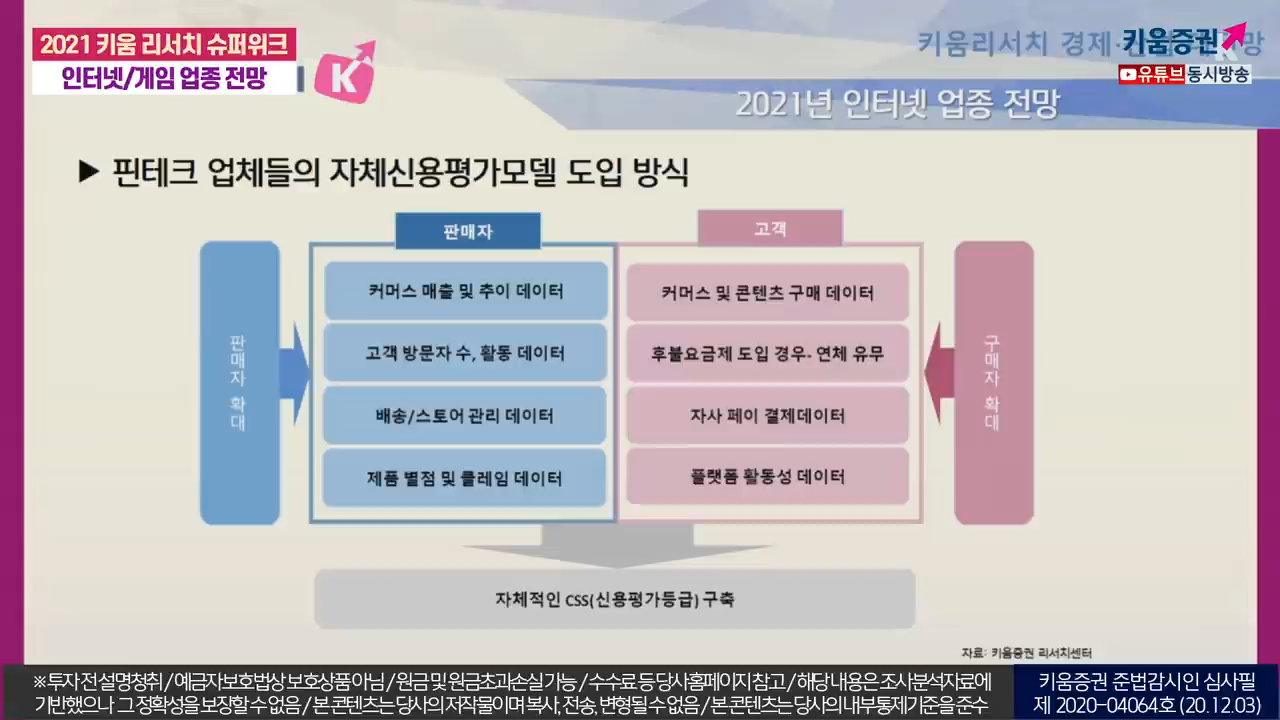 2021 키움 리서치 슈퍼위크
인터넷/게임 업종 전망
K
키움리서치 경제·
망
키움증권
유튜브동시방송
2021년 인터넷 업종 전망
▶ 핀테크 업체들의 자체신용평가모델 도입 방식
판매자
고객
판매자 확대
커머스 매출 및 추이 데이터
고객 방문자 수, 활동 데이터
배송/스토어 관리 데이터
제품 별점 및 클레임 데이터
커머스 및 콘텐츠 구매 데이터
후불요금제 도입 경우- 연체 유무
자사 페이 결제데이터
플랫폼 활동성 데이터
구매자 확대
자체적인 CSS(신용평가등급) 구축
자료: 키움증권 리서치센터
※ 투자 전 설명청취 / 예금자보호법상 보호상품 아님 / 원금 및 원금초과손실 가능 / 수수료 등 당사홈페이지 참고 / 해당 내용은 조사분석자료에
기반했으나 그 정확성을 보장할 수 없음 / 본 콘텐츠는 당사의 저작물이며 복사, 전송, 변형될 수 없음 / 본 콘텐츠는 당사의 내부통제기준을 준수
키움증권 준법감시인 심사필
제 2020-04064호 (20.12.03)